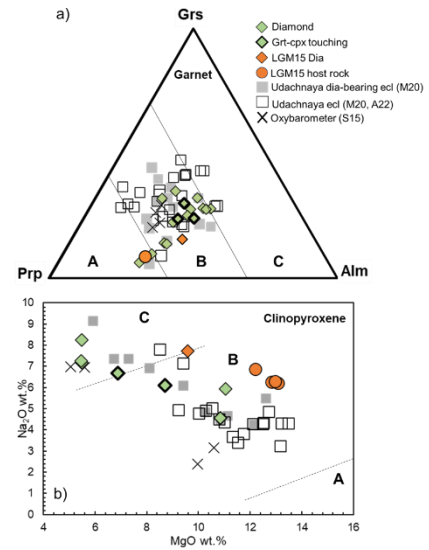 a)
Grs
Garnet
Diamond
Grt-cpx touching
LGM15 Dia
LGM15 host rock
Udachnaya dia-bearing ecl (M20)
Udachnaya ecl (M20, A22)
Oxybarometer (S15)
A
B
C
Prp
Alm
10
9
8
7
6
5
4
3
2
1
0
Na₂O wt.%
C
Clinopyroxene
B
A
b)
4
6
8
10
12
14
16
MgO wt.%